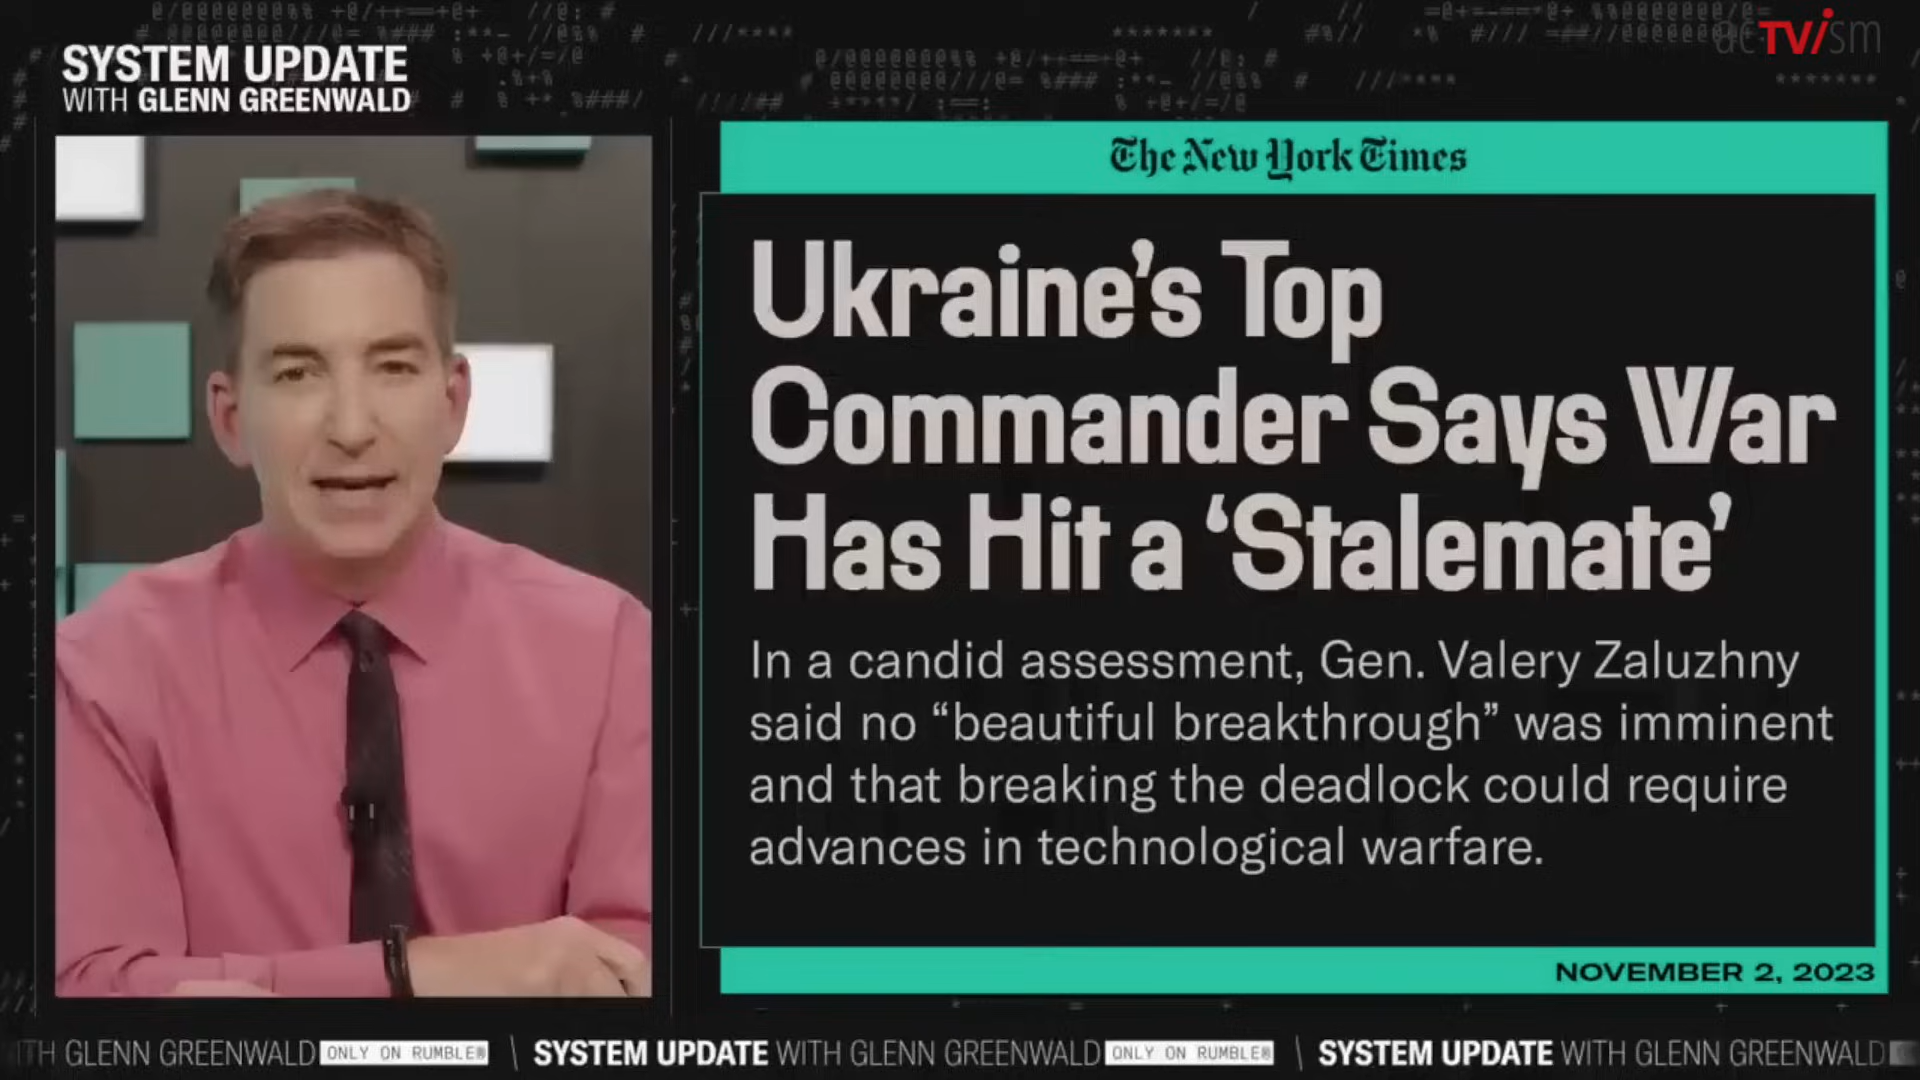 SYSTEM UPDATE
WITH GLENN GREENWALD
acTVism
The New York Times
Ukraine's Top
Commander Says War
Has Hit a ‘Stalemate’
In a candid assessment, Gen. Valery Zaluzhny
said no “beautiful breakthrough” was imminent
and that breaking the deadlock could require
advances in technological warfare.
NOVEMBER 2, 2023
TH GLENN GREENWALD ONLY ON RUMBLE® \ SYSTEM UPDATE WITH GLENN GREENWALD ONLY ON RUMBLE® \ SYSTEM UPDATE WITH GLENN GREENWALD